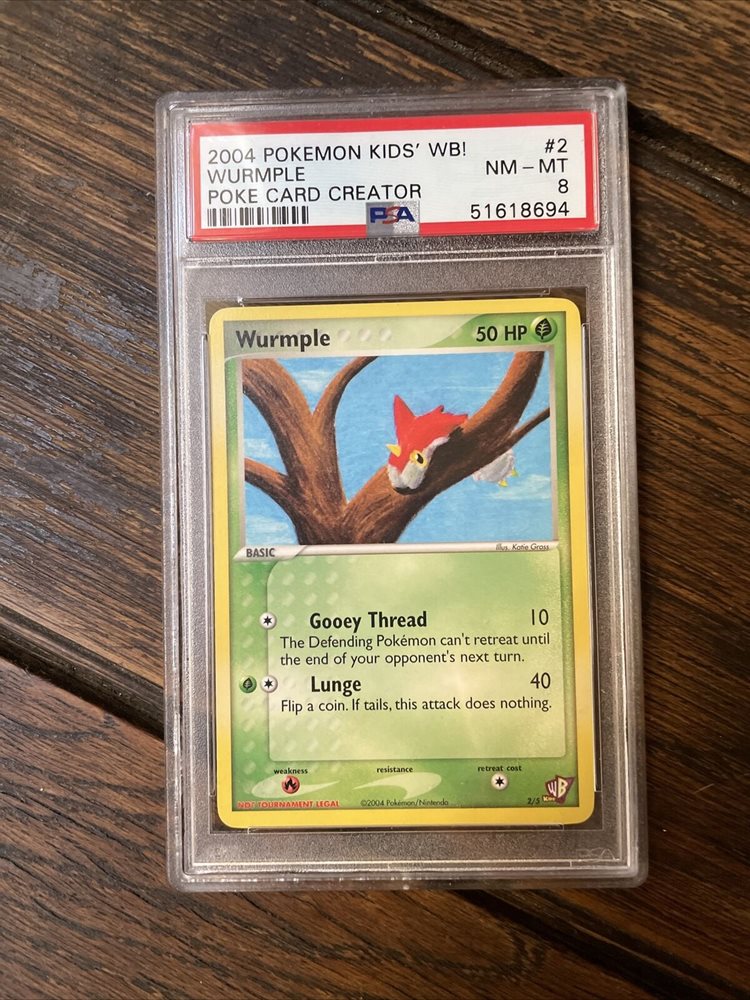 2004 POKEMON KIDS' WB! #2
WURMPLE NM - MT
POKE CARD CREATOR 8
PSA 51618694
Wurmple 50 HP
BASIC Illus. Katie Gross
Gooey Thread 10
The Defending Pokémon can't retreat until
the end of your opponent's next turn.
Lunge 40
Flip a coin. If tails, this attack does nothing.
weakness resistance retreat cost
NOT TOURNAMENT LEGAL ©2004 Pokémon/Nintendo 2/5 Kids WB
PSA